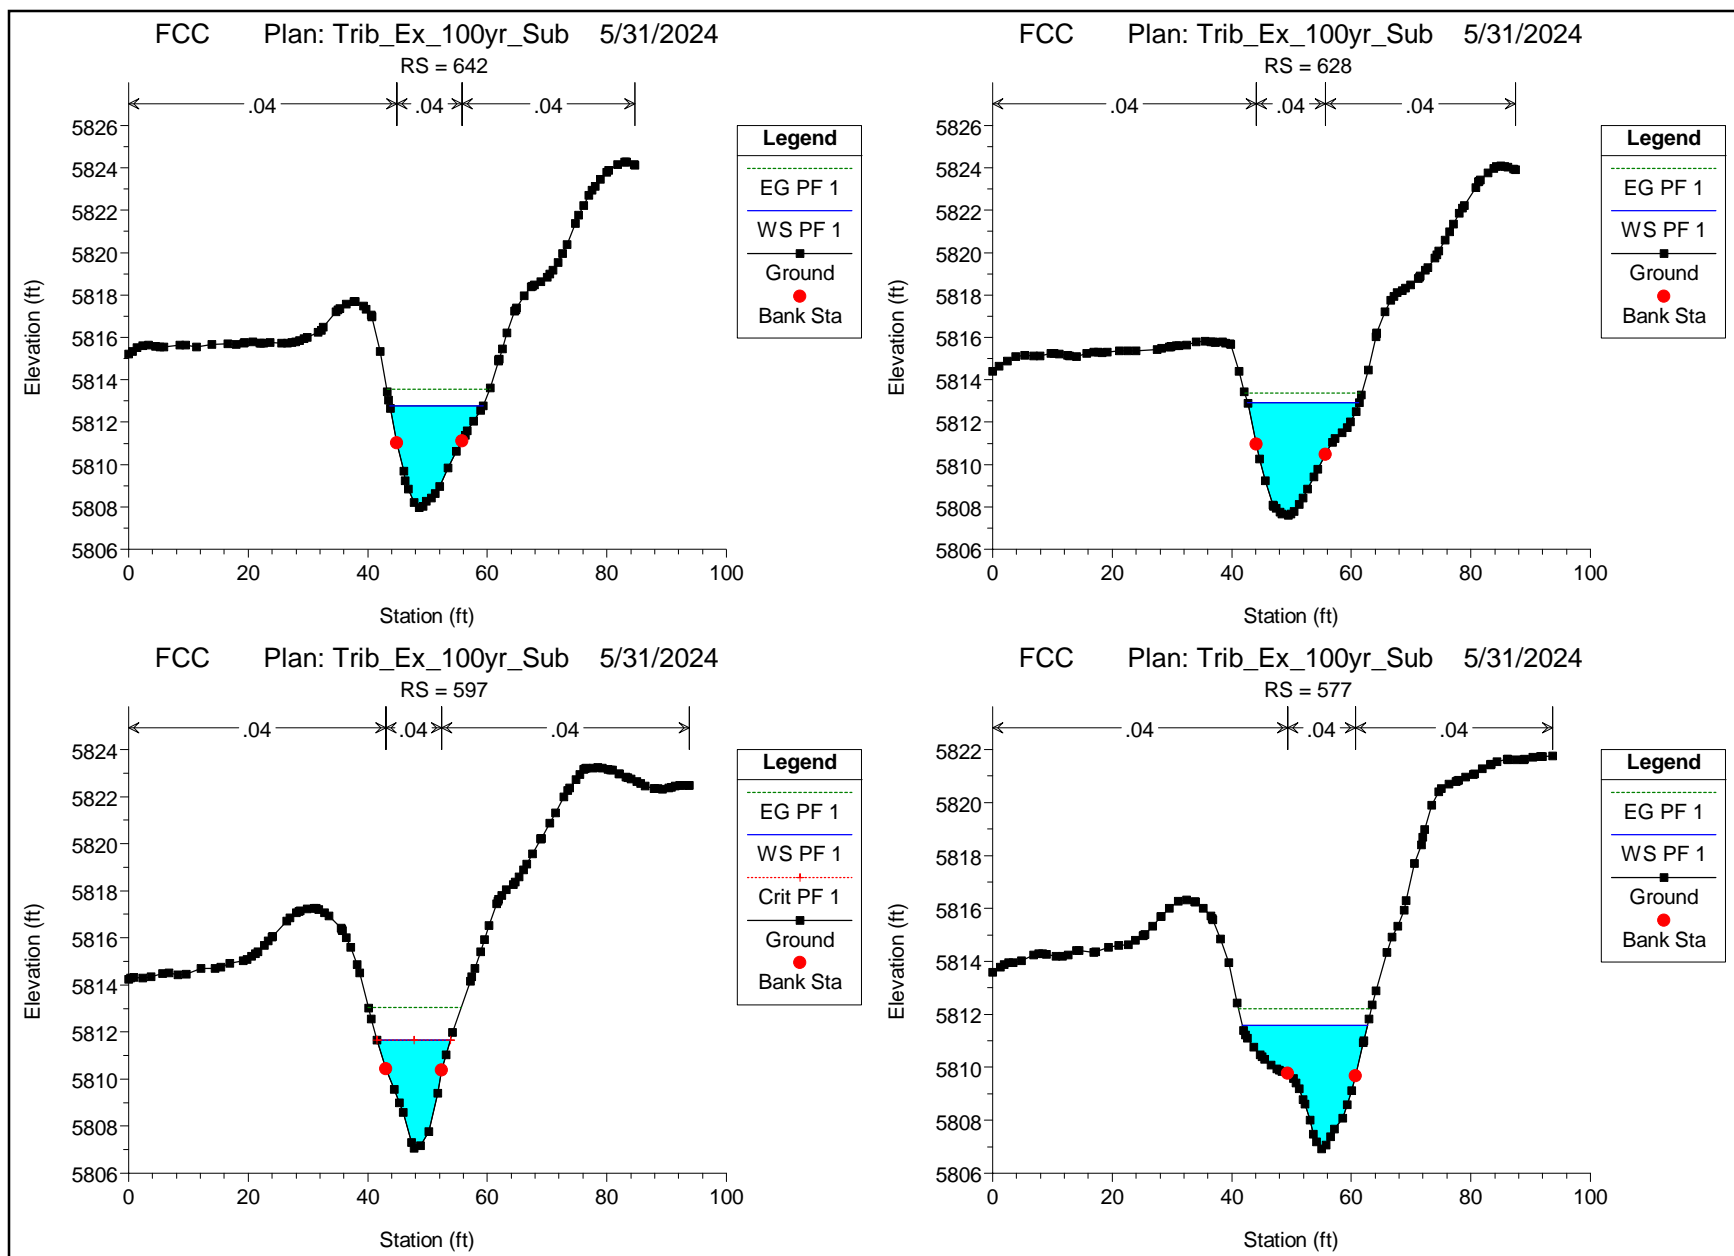 FCC Plan: Trib_Ex_100yr_Sub 5/31/2024
RS = 642
.04 .04 .04
5826
5824
5822
5820
5818
5816
5814
5812
5810
5808
5806
Elevation (ft)
0 20 40 60 80 100
Station (ft)
Legend
EG PF 1
WS PF 1
Ground
Bank Sta
FCC Plan: Trib_Ex_100yr_Sub 5/31/2024
RS = 628
.04 .04 .04
5826
5824
5822
5820
5818
5816
5814
5812
5810
5808
5806
Elevation (ft)
0 20 40 60 80 100
Station (ft)
Legend
EG PF 1
WS PF 1
Ground
Bank Sta
FCC Plan: Trib_Ex_100yr_Sub 5/31/2024
RS = 597
.04 .04 .04
5824
5822
5820
5818
5816
5814
5812
5810
5808
5806
Elevation (ft)
0 20 40 60 80 100
Station (ft)
Legend
EG PF 1
WS PF 1
Crit PF 1
Ground
Bank Sta
FCC Plan: Trib_Ex_100yr_Sub 5/31/2024
RS = 577
.04 .04 .04
5822
5820
5818
5816
5814
5812
5810
5808
5806
Elevation (ft)
0 20 40 60 80 100
Station (ft)
Legend
EG PF 1
WS PF 1
Ground
Bank Sta